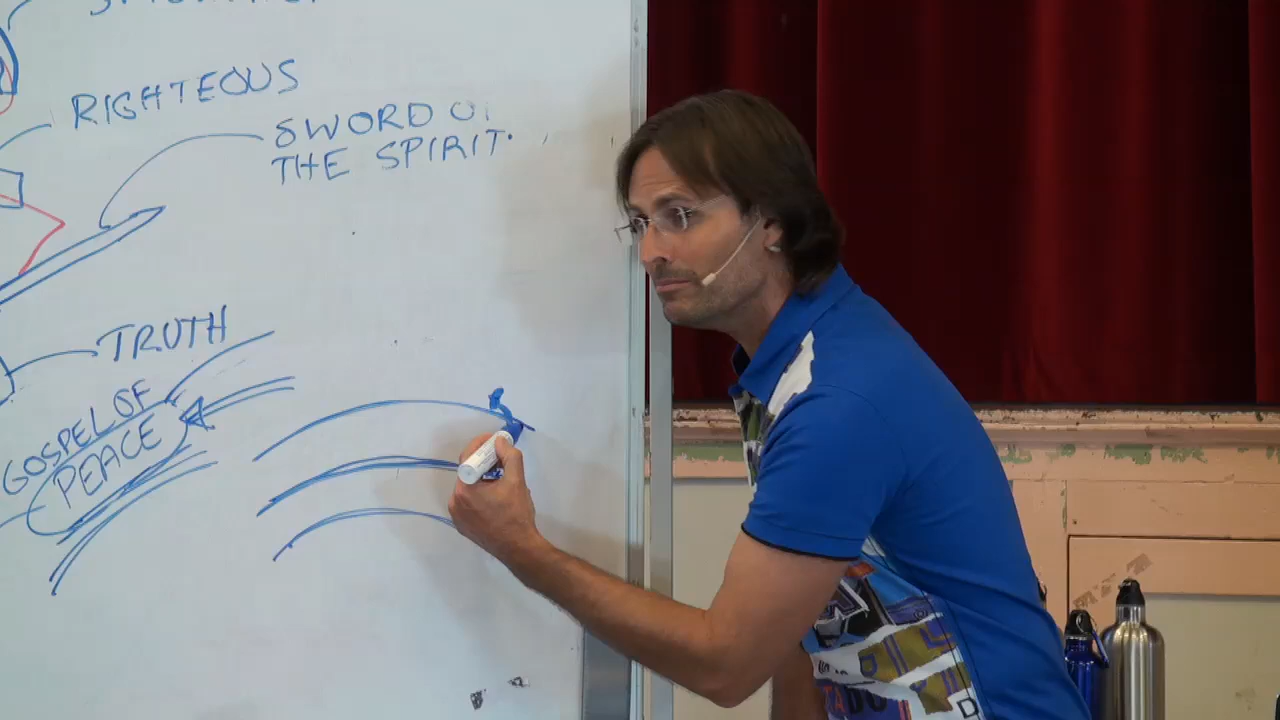 RIGHTEOUS
SWORD OF
THE SPIRIT.
TRUTH
GOSPEL OF
PEACE